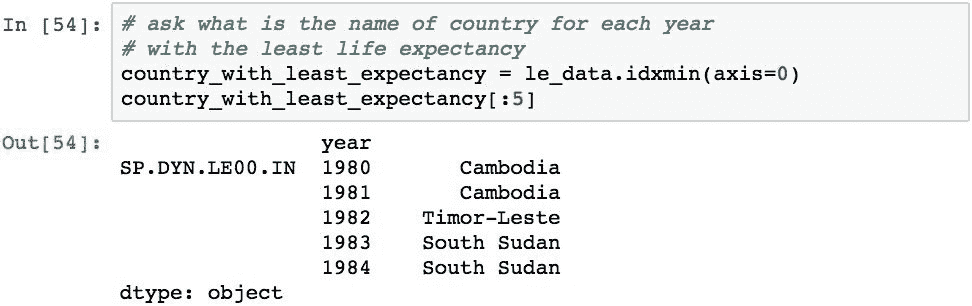 In [54]: # ask what is the name of country for each year
# with the least life expectancy
country_with_least_expectancy = le_data.idxmin(axis=0)
country_with_least_expectancy[:5]
Out[54]: year
SP.DYN.LE00.IN 1980 Cambodia
1981 Cambodia
1982 Timor-Leste
1983 South Sudan
1984 South Sudan
dtype: object